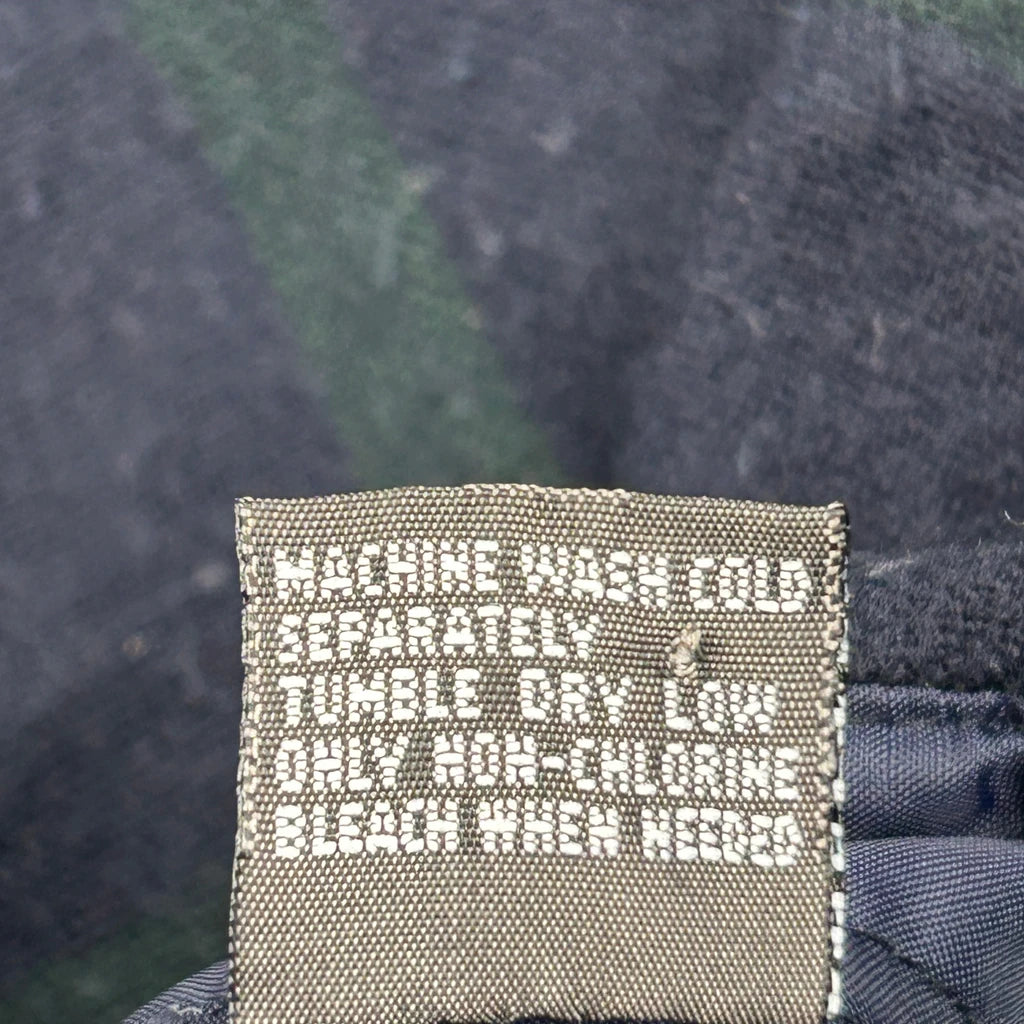 MACHINE WASH COLD
SEPARATELY
TUMBLE DRY LOW
ONLY NON-CHLORINE
BLEACH WHEN NEEDED